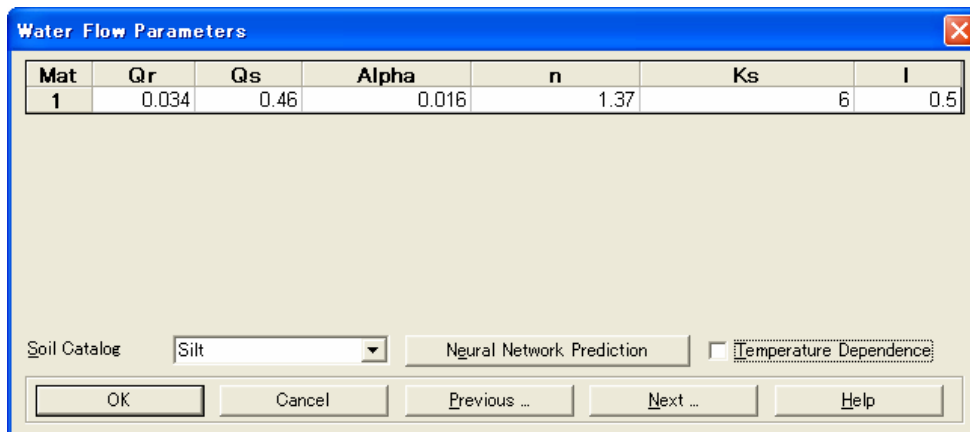 Water Flow Parameters
Mat Qr Qs Alpha n Ks l
1 0.034 0.46 0.016 1.37 6 0.5
Soil Catalog Silt Neural Network Prediction Temperature Dependence
OK Cancel Previous ... Next ... Help